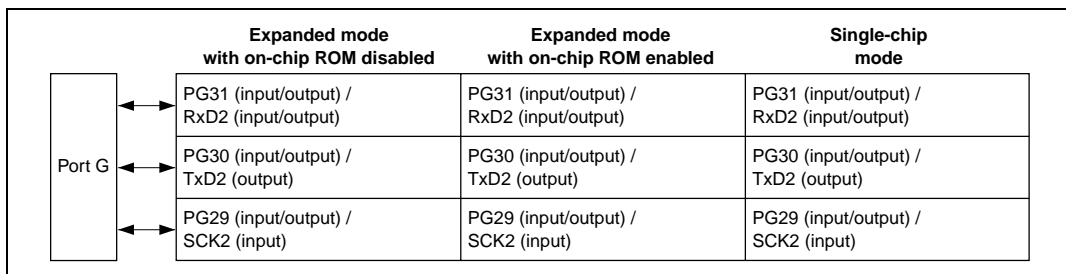 Expanded mode
with on-chip ROM disabled
Expanded mode
with on-chip ROM enabled
Single-chip
mode
Port G
PG31 (input/output) /
RxD2 (input/output)
PG31 (input/output) /
RxD2 (input/output)
PG31 (input/output) /
RxD2 (input/output)
PG30 (input/output) /
TxD2 (output)
PG30 (input/output) /
TxD2 (output)
PG30 (input/output) /
TxD2 (output)
PG29 (input/output) /
SCK2 (input)
PG29 (input/output) /
SCK2 (input)
PG29 (input/output) /
SCK2 (input)